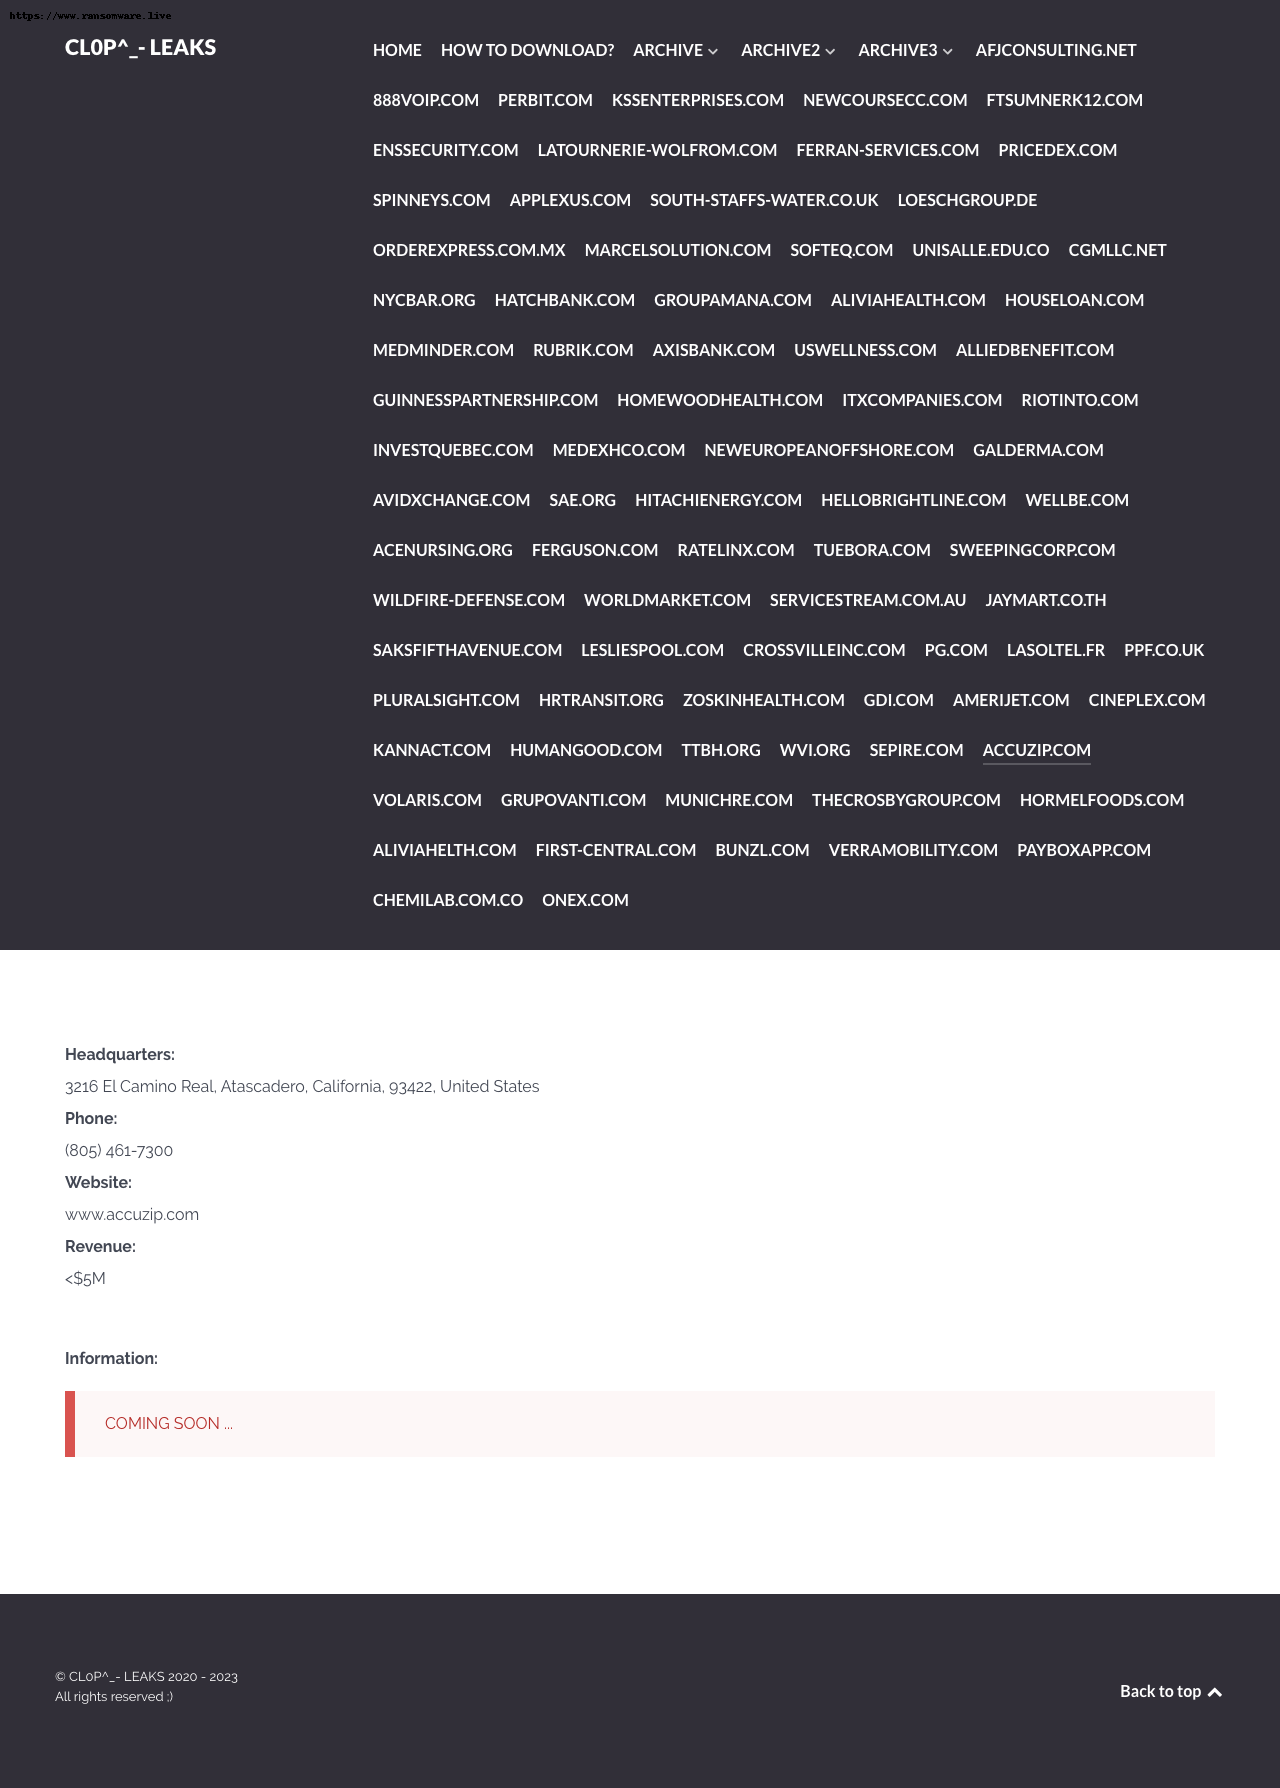 https://www.ransomware.live
CL0P^_- LEAKS
HOME HOW TO DOWNLOAD? ARCHIVE ARCHIVE2 ARCHIVE3 AFJCONSULTING.NET
888VOIP.COM PERBIT.COM KSSENTERPRISES.COM NEWCOURSECC.COM FTSUMNERK12.COM
ENSSECURITY.COM LATOURNERIE-WOLFROM.COM FERRAN-SERVICES.COM PRICEDEX.COM
SPINNEYS.COM APPLEXUS.COM SOUTH-STAFFS-WATER.CO.UK LOESCHGROUP.DE
ORDEREXPRESS.COM.MX MARCELSOLUTION.COM SOFTEQ.COM UNISALLE.EDU.CO CGMLLC.NET
NYCBAR.ORG HATCHBANK.COM GROUPAMANA.COM ALIVIAHEALTH.COM HOUSELOAN.COM
MEDMINDER.COM RUBRIK.COM AXISBANK.COM USWELLNESS.COM ALLIEDBENEFIT.COM
GUINNESSPARTNERSHIP.COM HOMEWOODHEALTH.COM ITXCOMPANIES.COM RIOTINTO.COM
INVESTQUEBEC.COM MEDEXHCO.COM NEWEUROPEANOFFSHORE.COM GALDERMA.COM
AVIDXCHANGE.COM SAE.ORG HITACHIENERGY.COM HELLOBRIGHTLINE.COM WELLBE.COM
ACENURSING.ORG FERGUSON.COM RATELINX.COM TUEBORA.COM SWEEPINGCORP.COM
WILDFIRE-DEFENSE.COM WORLDMARKET.COM SERVICESTREAM.COM.AU JAYMART.CO.TH
SAKSFIFTHAVENUE.COM LESLIESPOOL.COM CROSSVILLEINC.COM PG.COM LASOLTEL.FR PPF.CO.UK
PLURALSIGHT.COM HRTRANSIT.ORG ZOSKINHEALTH.COM GDI.COM AMERIJET.COM CINEPLEX.COM
KANNACT.COM HUMANGOOD.COM TTBH.ORG WVI.ORG SEPIRE.COM ACCUZIP.COM
VOLARIS.COM GRUPOVANTI.COM MUNICHRE.COM THECROSBYGROUP.COM HORMELFOODS.COM
ALIVIAHELTH.COM FIRST-CENTRAL.COM BUNZL.COM VERRAMOBILITY.COM PAYBOXAPP.COM
CHEMILAB.COM.CO ONEX.COM
Headquarters:
3216 El Camino Real, Atascadero, California, 93422, United States
Phone:
(805) 461-7300
Website:
www.accuzip.com
Revenue:
<$5M
Information:
COMING SOON ...
© CL0P^_- LEAKS 2020 - 2023
All rights reserved ;)
Back to top